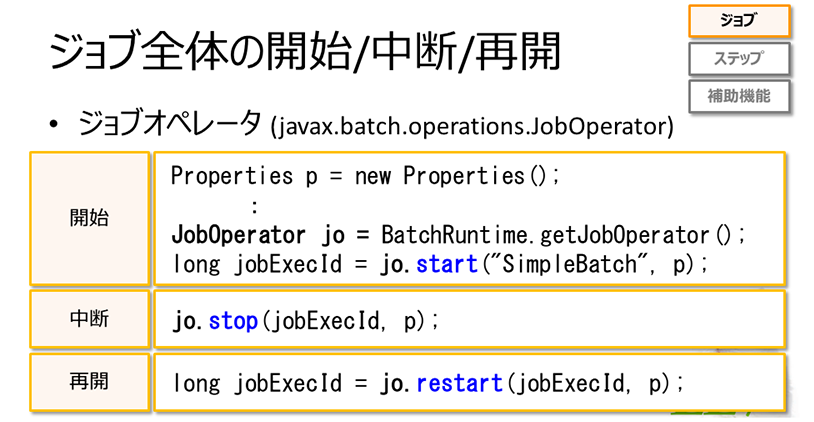 ジョブ
ジョブ全体の開始/中断/再開
ステップ
補助機能
• ジョブオペレータ (javax.batch.operations.JobOperator)
開始
Properties p = new Properties();
:
JobOperator jo = BatchRuntime.getJobOperator();
long jobExecId = jo.start("SimpleBatch", p);
中断
jo.stop(jobExecId, p);
再開
long jobExecId = jo.restart(jobExecId, p);